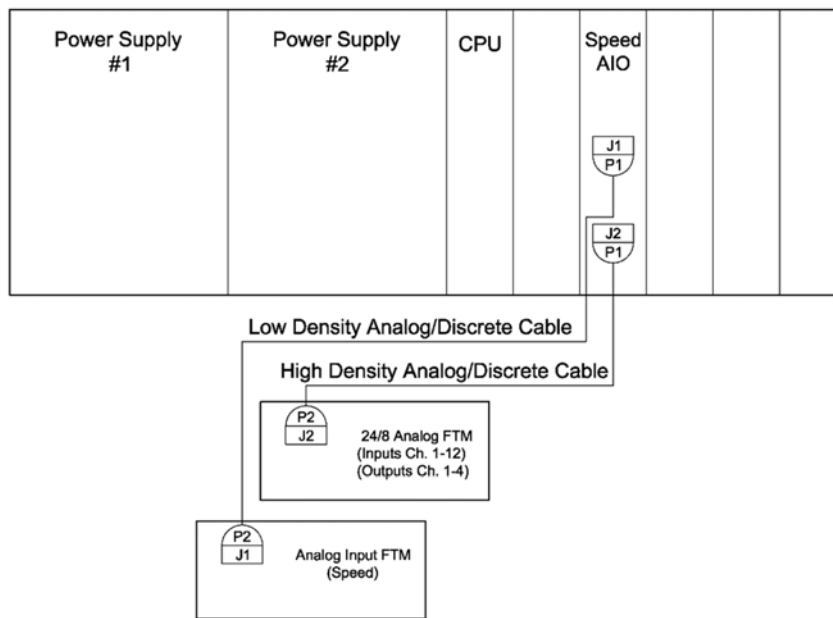 Power Supply
#1
Power Supply
#2
CPU
Speed
AIO
J1
P1
J2
P1
Low Density Analog/Discrete Cable
High Density Analog/Discrete Cable
P2
J2
24/8 Analog FTM
(Inputs Ch. 1-12)
(Outputs Ch. 1-4)
P2
J1
Analog Input FTM
(Speed)